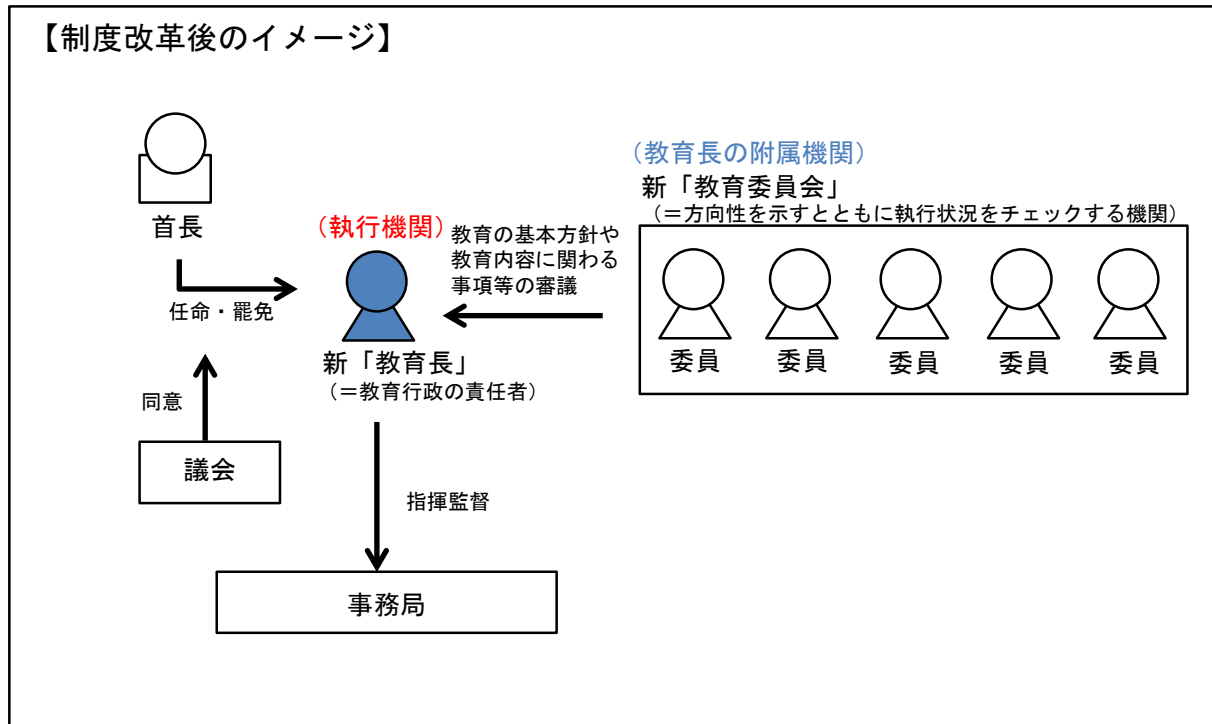 【制度改革後のイメージ】
首長
任命・罷免
同意
議会
（執行機関）
新「教育長」
（＝教育行政の責任者）
指揮監督
事務局
教育の基本方針や
教育内容に関わる
事項等の審議
（教育長の附属機関）
新「教育委員会」
（＝方向性を示すとともに執行状況をチェックする機関）
委員
委員
委員
委員
委員